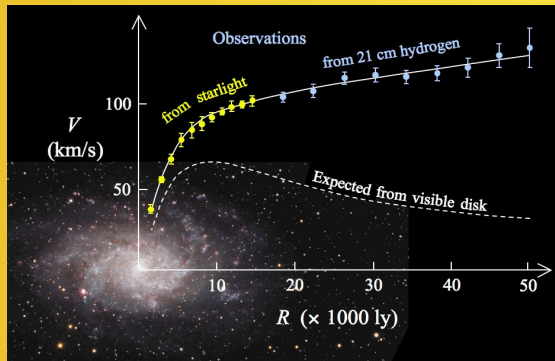 Observations
from starlight
from 21 cm hydrogen
100
V
(km/s)
50
Expected from visible disk
10
20
30
40
50
R (× 1000 ly)